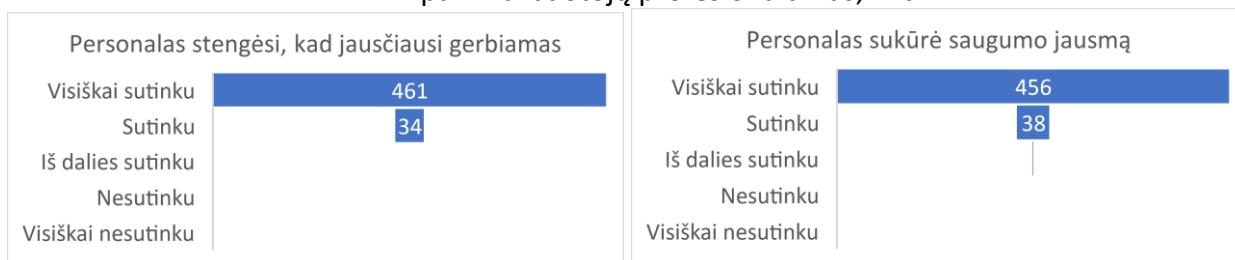 Personalas stengėsi, kad jausčiausi gerbiamas
Visiškai sutinku 461
Sutinku 34
Iš dalies sutinku
Nesutinku
Visiškai nesutinku
Personalas sukūrė saugumo jausmą
Visiškai sutinku 456
Sutinku 38
Iš dalies sutinku
Nesutinku
Visiškai nesutinku